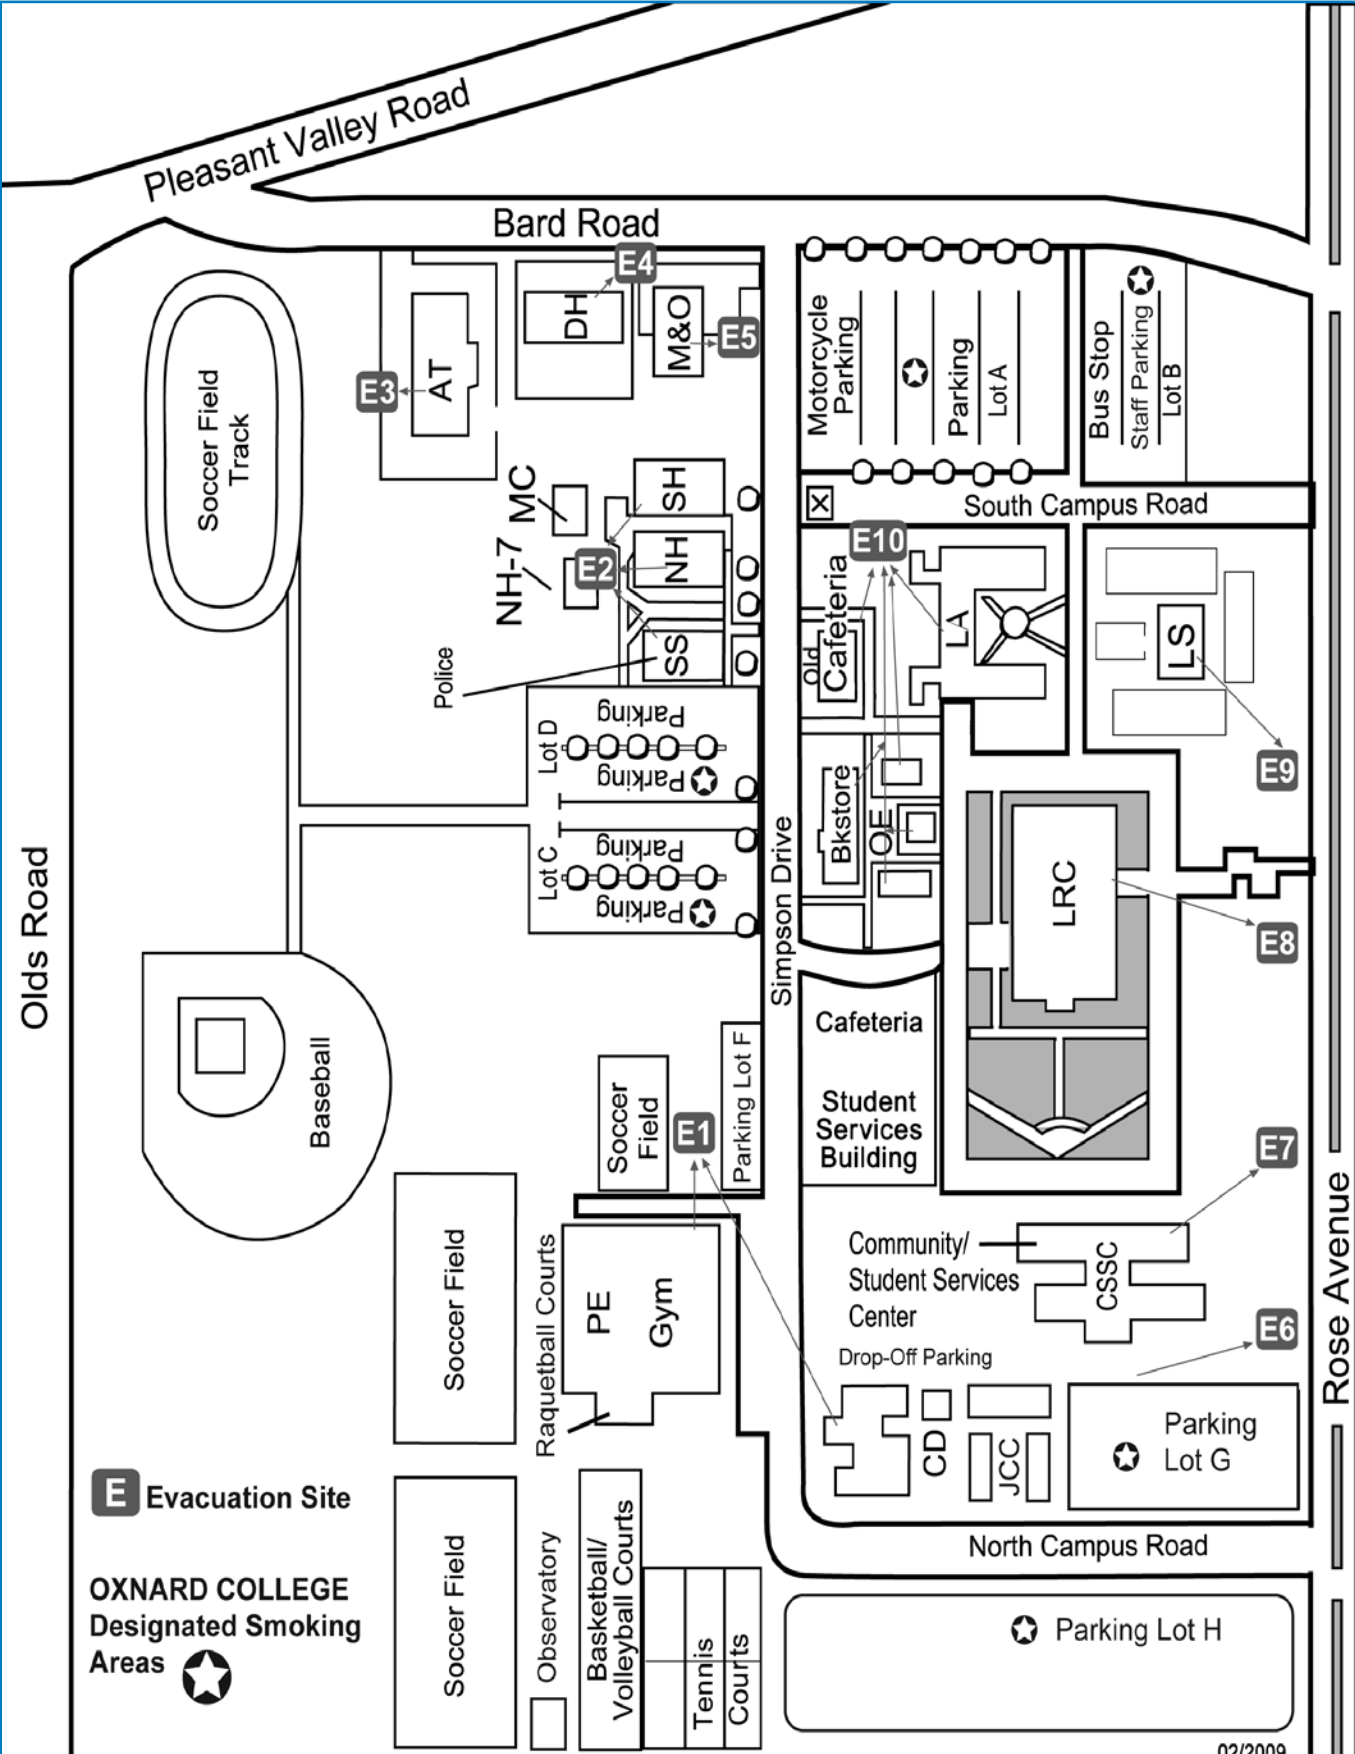 Pleasant Valley Road
Bard Road
E4
DH
M&O
E5
AT
E3
Soccer Field
Track
Motorcycle
Parking
Parking
Lot A
Bus Stop
Staff Parking
Lot B
MC
SH
South Campus Road
NH-7
E2
NH
E10
Old
Cafeteria
LA
LS
Police
SS
E9
Lot D
Parking
Parking
Lot C
Parking
Parking
Bkstore
OE
LRC
E8
Simpson Drive
Olds Road
Baseball
Cafeteria
Student
Services
Building
Soccer
Field
E1
Parking Lot F
E7
Rose Avenue
Community/
Student Services
Center
CSSC
Soccer Field
Raquetball Courts
PE
Gym
E6
Drop-Off Parking
CD
JCC
Parking
Lot G
E Evacuation Site
North Campus Road
OXNARD COLLEGE
Designated Smoking
Areas
Soccer Field
Observatory
Basketball/
Volleyball Courts
Tennis
Courts
Parking Lot H
02/2009